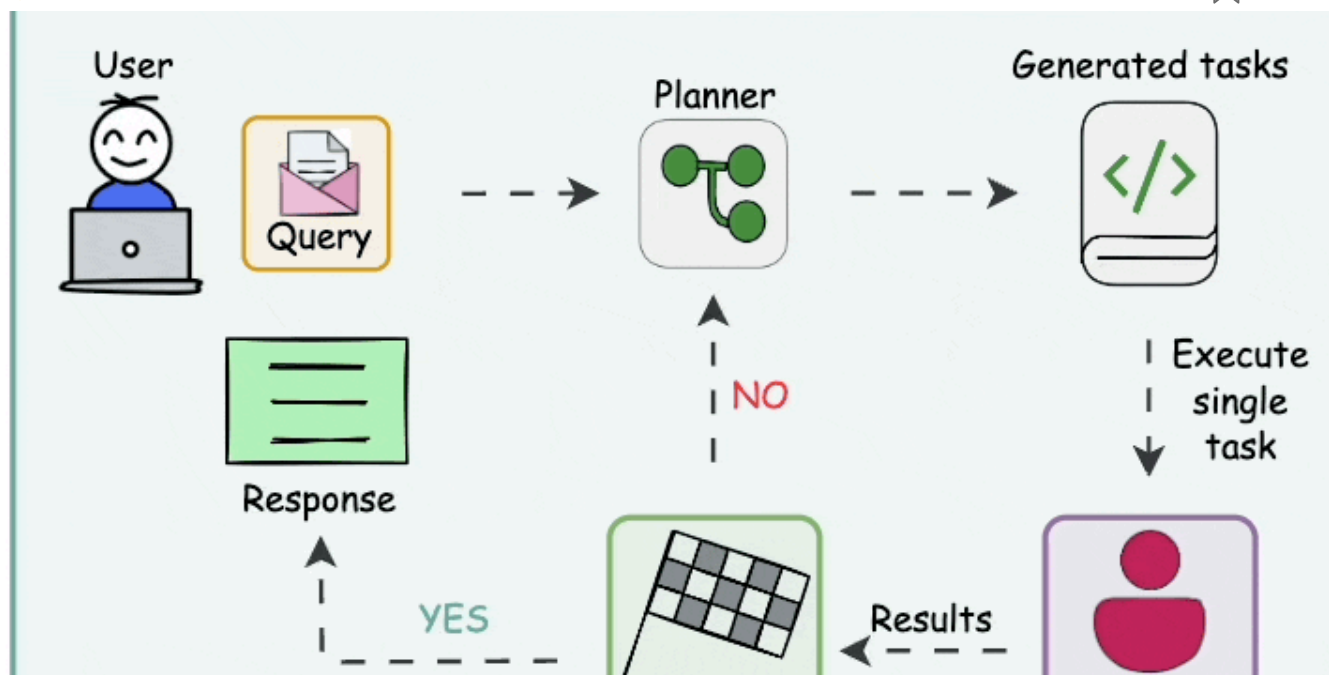 User
Query
Planner
Generated tasks
</>
Execute
single
task
NO
Response
YES
Results